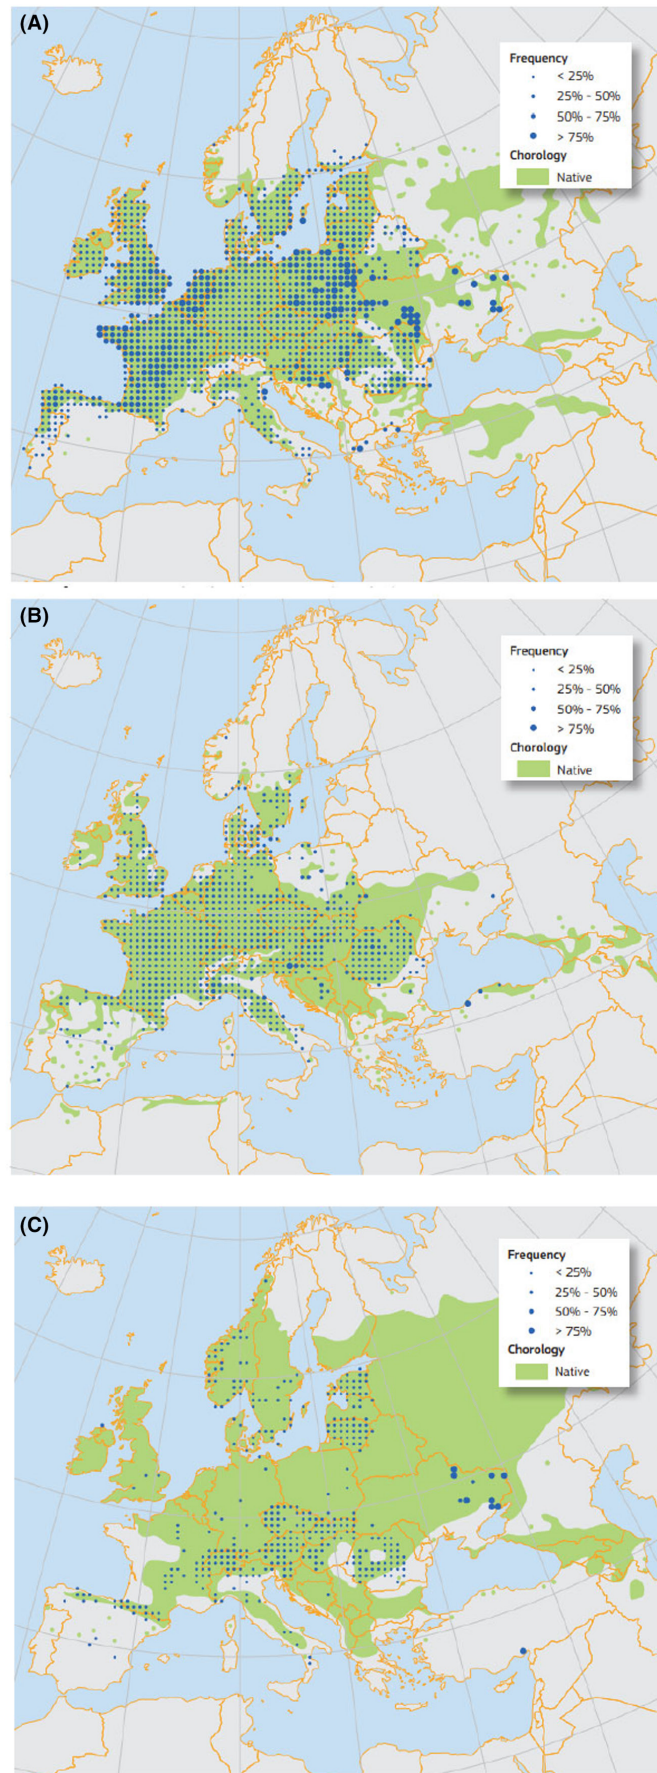 (A)
Frequency
< 25%
25% - 50%
50% - 75%
> 75%
Chorology
Native
(B)
Frequency
< 25%
25% - 50%
50% - 75%
> 75%
Chorology
Native
(C)
Frequency
< 25%
25% - 50%
50% - 75%
> 75%
Chorology
Native